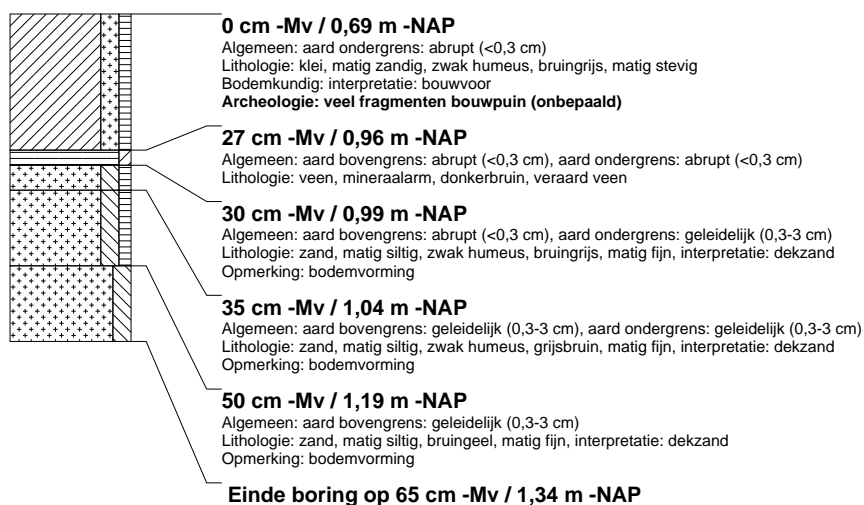 0 cm -Mv / 0,69 m -NAP
Algemeen: aard ondergrens: abrupt (<0,3 cm)
Lithologie: klei, matig zandig, zwak humeus, bruingrijs, matig stevig
Bodemkundig: interpretatie: bouwvoor
Archeologie: veel fragmenten bouwpuin (onbepaald)
27 cm -Mv / 0,96 m -NAP
Algemeen: aard bovengrens: abrupt (<0,3 cm), aard ondergrens: abrupt (<0,3 cm)
Lithologie: veen, mineraalarm, donkerbruin, veraard veen
30 cm -Mv / 0,99 m -NAP
Algemeen: aard bovengrens: abrupt (<0,3 cm), aard ondergrens: geleidelijk (0,3-3 cm)
Lithologie: zand, matig siltig, zwak humeus, bruingrijs, matig fijn, interpretatie: dekzand
Opmerking: bodemvorming
35 cm -Mv / 1,04 m -NAP
Algemeen: aard bovengrens: geleidelijk (0,3-3 cm), aard ondergrens: geleidelijk (0,3-3 cm)
Lithologie: zand, matig siltig, zwak humeus, grijsbruin, matig fijn, interpretatie: dekzand
Opmerking: bodemvorming
50 cm -Mv / 1,19 m -NAP
Algemeen: aard bovengrens: geleidelijk (0,3-3 cm)
Lithologie: zand, matig siltig, bruingeel, matig fijn, interpretatie: dekzand
Opmerking: bodemvorming
Einde boring op 65 cm -Mv / 1,34 m -NAP